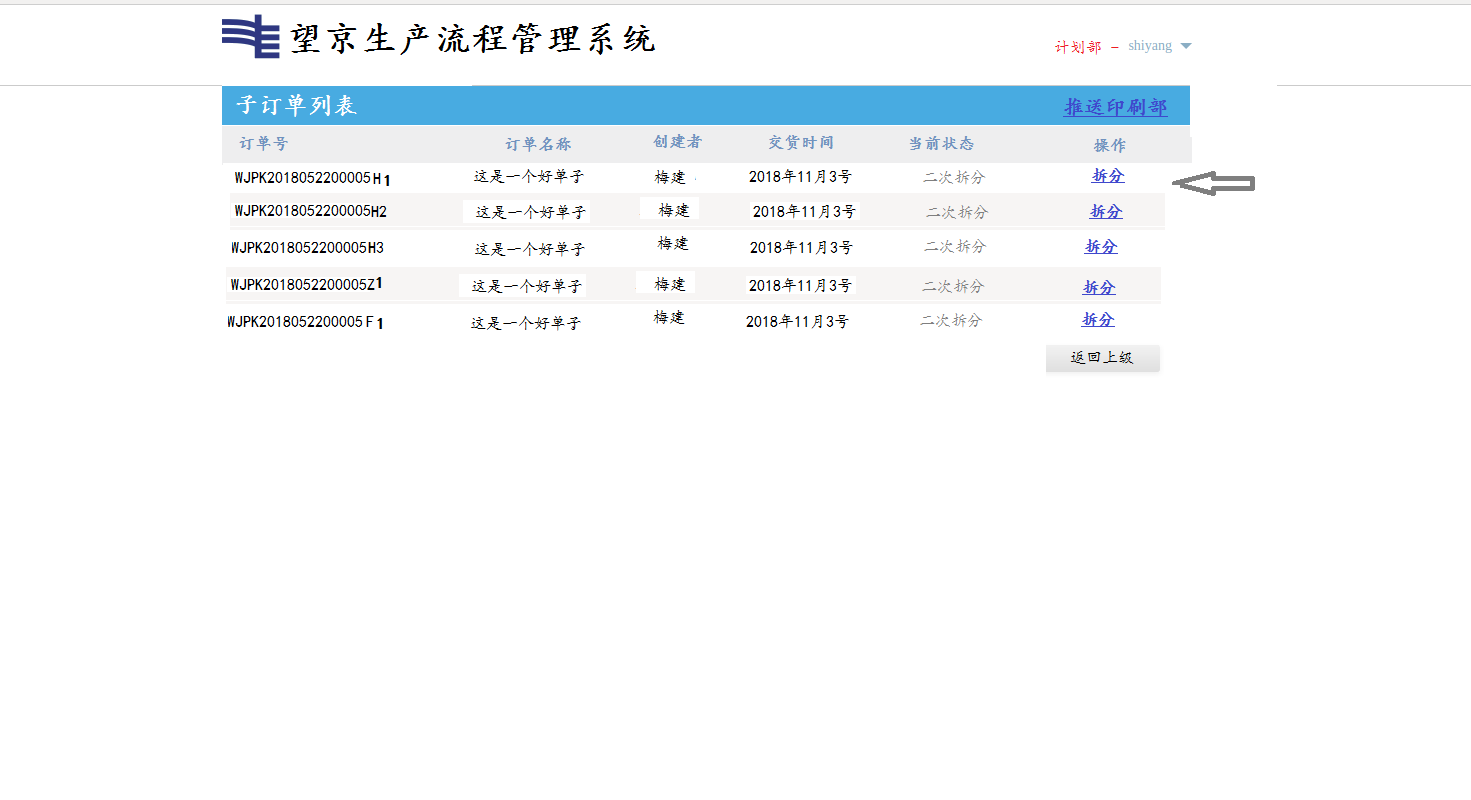 望京生产流程管理系统
计划部 - shiyang
子订单列表 推送印刷部
订单号 订单名称 创建者 交货时间 当前状态 操作
WJPK2018052200005H1 这是一个好单子 梅建 2018年11月3号 二次拆分 拆分
WJPK2018052200005H2 这是一个好单子 梅建 2018年11月3号 二次拆分 拆分
WJPK2018052200005H3 这是一个好单子 梅建 2018年11月3号 二次拆分 拆分
WJPK2018052200005Z1 这是一个好单子 梅建 2018年11月3号 二次拆分 拆分
WJPK2018052200005F1 这是一个好单子 梅建 2018年11月3号 二次拆分 拆分
返回上级